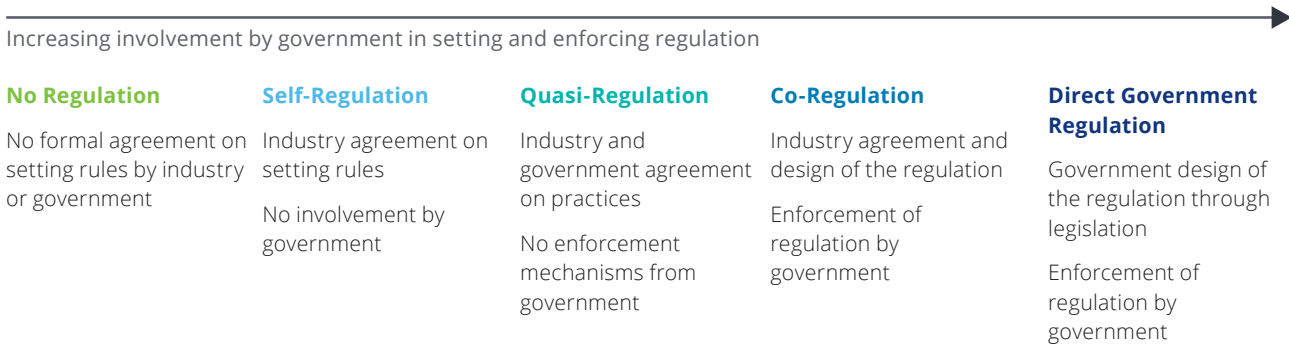 Increasing involvement by government in setting and enforcing regulation
No Regulation
No formal agreement on
setting rules by industry
or government
Self-Regulation
Industry agreement on
setting rules
No involvement by
government
Quasi-Regulation
Industry and
government agreement
on practices
No enforcement
mechanisms from
government
Co-Regulation
Industry agreement and
design of the regulation
Enforcement of
regulation by
government
Direct Government
Regulation
Government design of
the regulation through
legislation
Enforcement of
regulation by
government